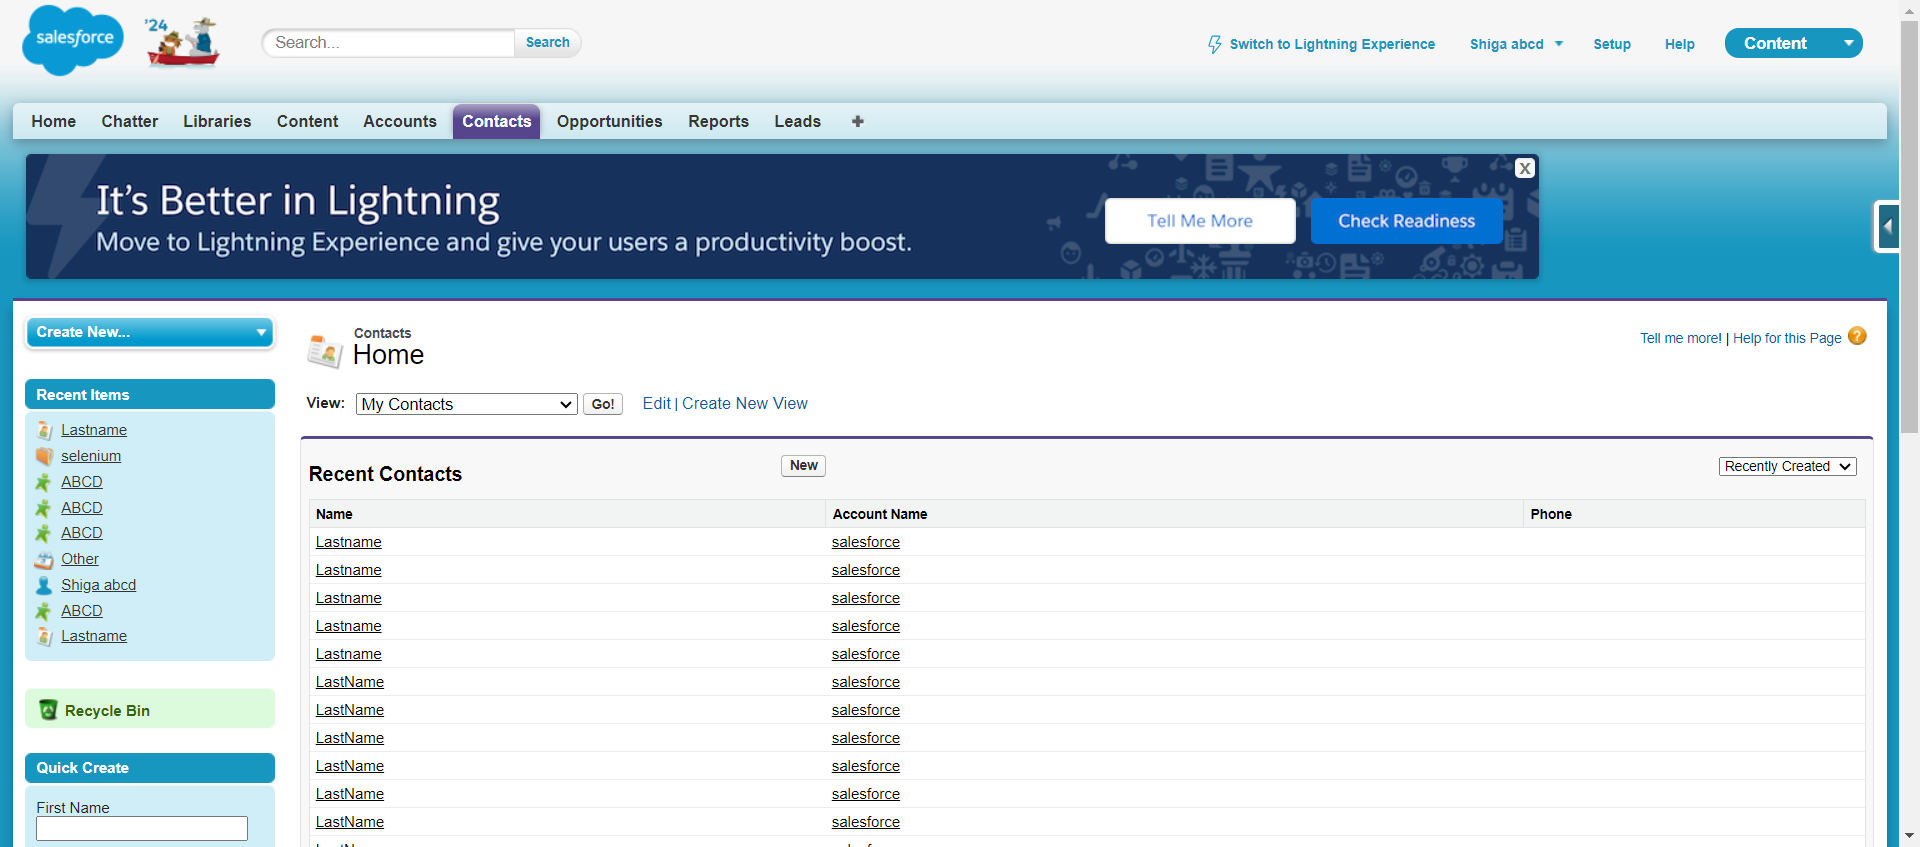 salesforce
'24
Search...
Search
Switch to Lightning Experience
Shiga abcd
Setup
Help
Content
Home
Chatter
Libraries
Content
Accounts
Contacts
Opportunities
Reports
Leads
+
It's Better in Lightning
Move to Lightning Experience and give your users a productivity boost.
Tell Me More
Check Readiness
X
Create New...
Recent Items
Lastname
selenium
ABCD
ABCD
ABCD
Other
Shiga abcd
ABCD
Lastname
Recycle Bin
Quick Create
First Name
Contacts
Home
Tell me more! | Help for this Page ?
View: My Contacts Go! Edit | Create New View
Recent Contacts
New
Recently Created
Name Account Name Phone
Lastname salesforce
Lastname salesforce
Lastname salesforce
Lastname salesforce
Lastname salesforce
LastName salesforce
LastName salesforce
LastName salesforce
LastName salesforce
LastName salesforce
LastName salesforce